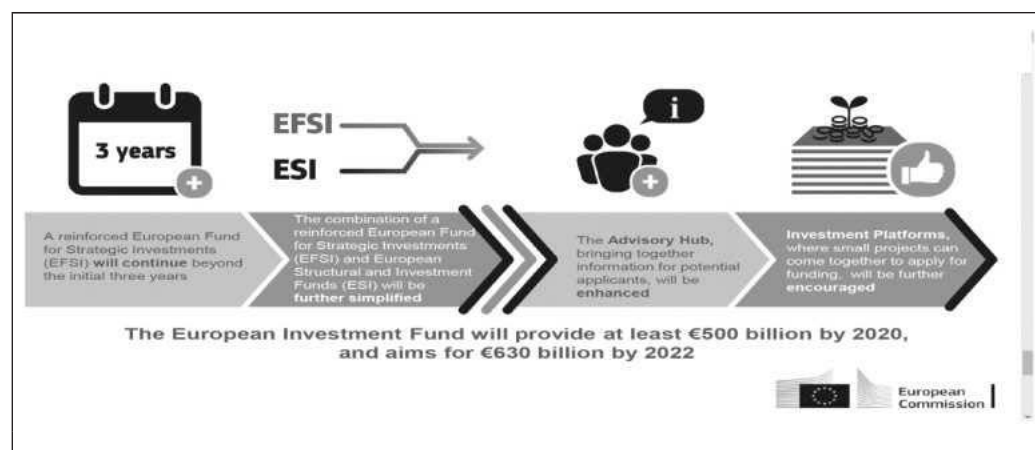 3 years
EFSI
ESI
i
A reinforced European Fund
for Strategic Investments
(EFSI) will continue beyond
the initial three years
The combination of a
reinforced European Fund
for Strategic Investments
(EFSI) and European
Structural and Investment
Funds (ESI) will be
further simplified
The Advisory Hub,
bringing together
information for potential
applicants, will be
enhanced
Investment Platforms,
where small projects can
come together to apply for
funding, will be further
encouraged
The European Investment Fund will provide at least €500 billion by 2020,
and aims for €630 billion by 2022
European
Commission